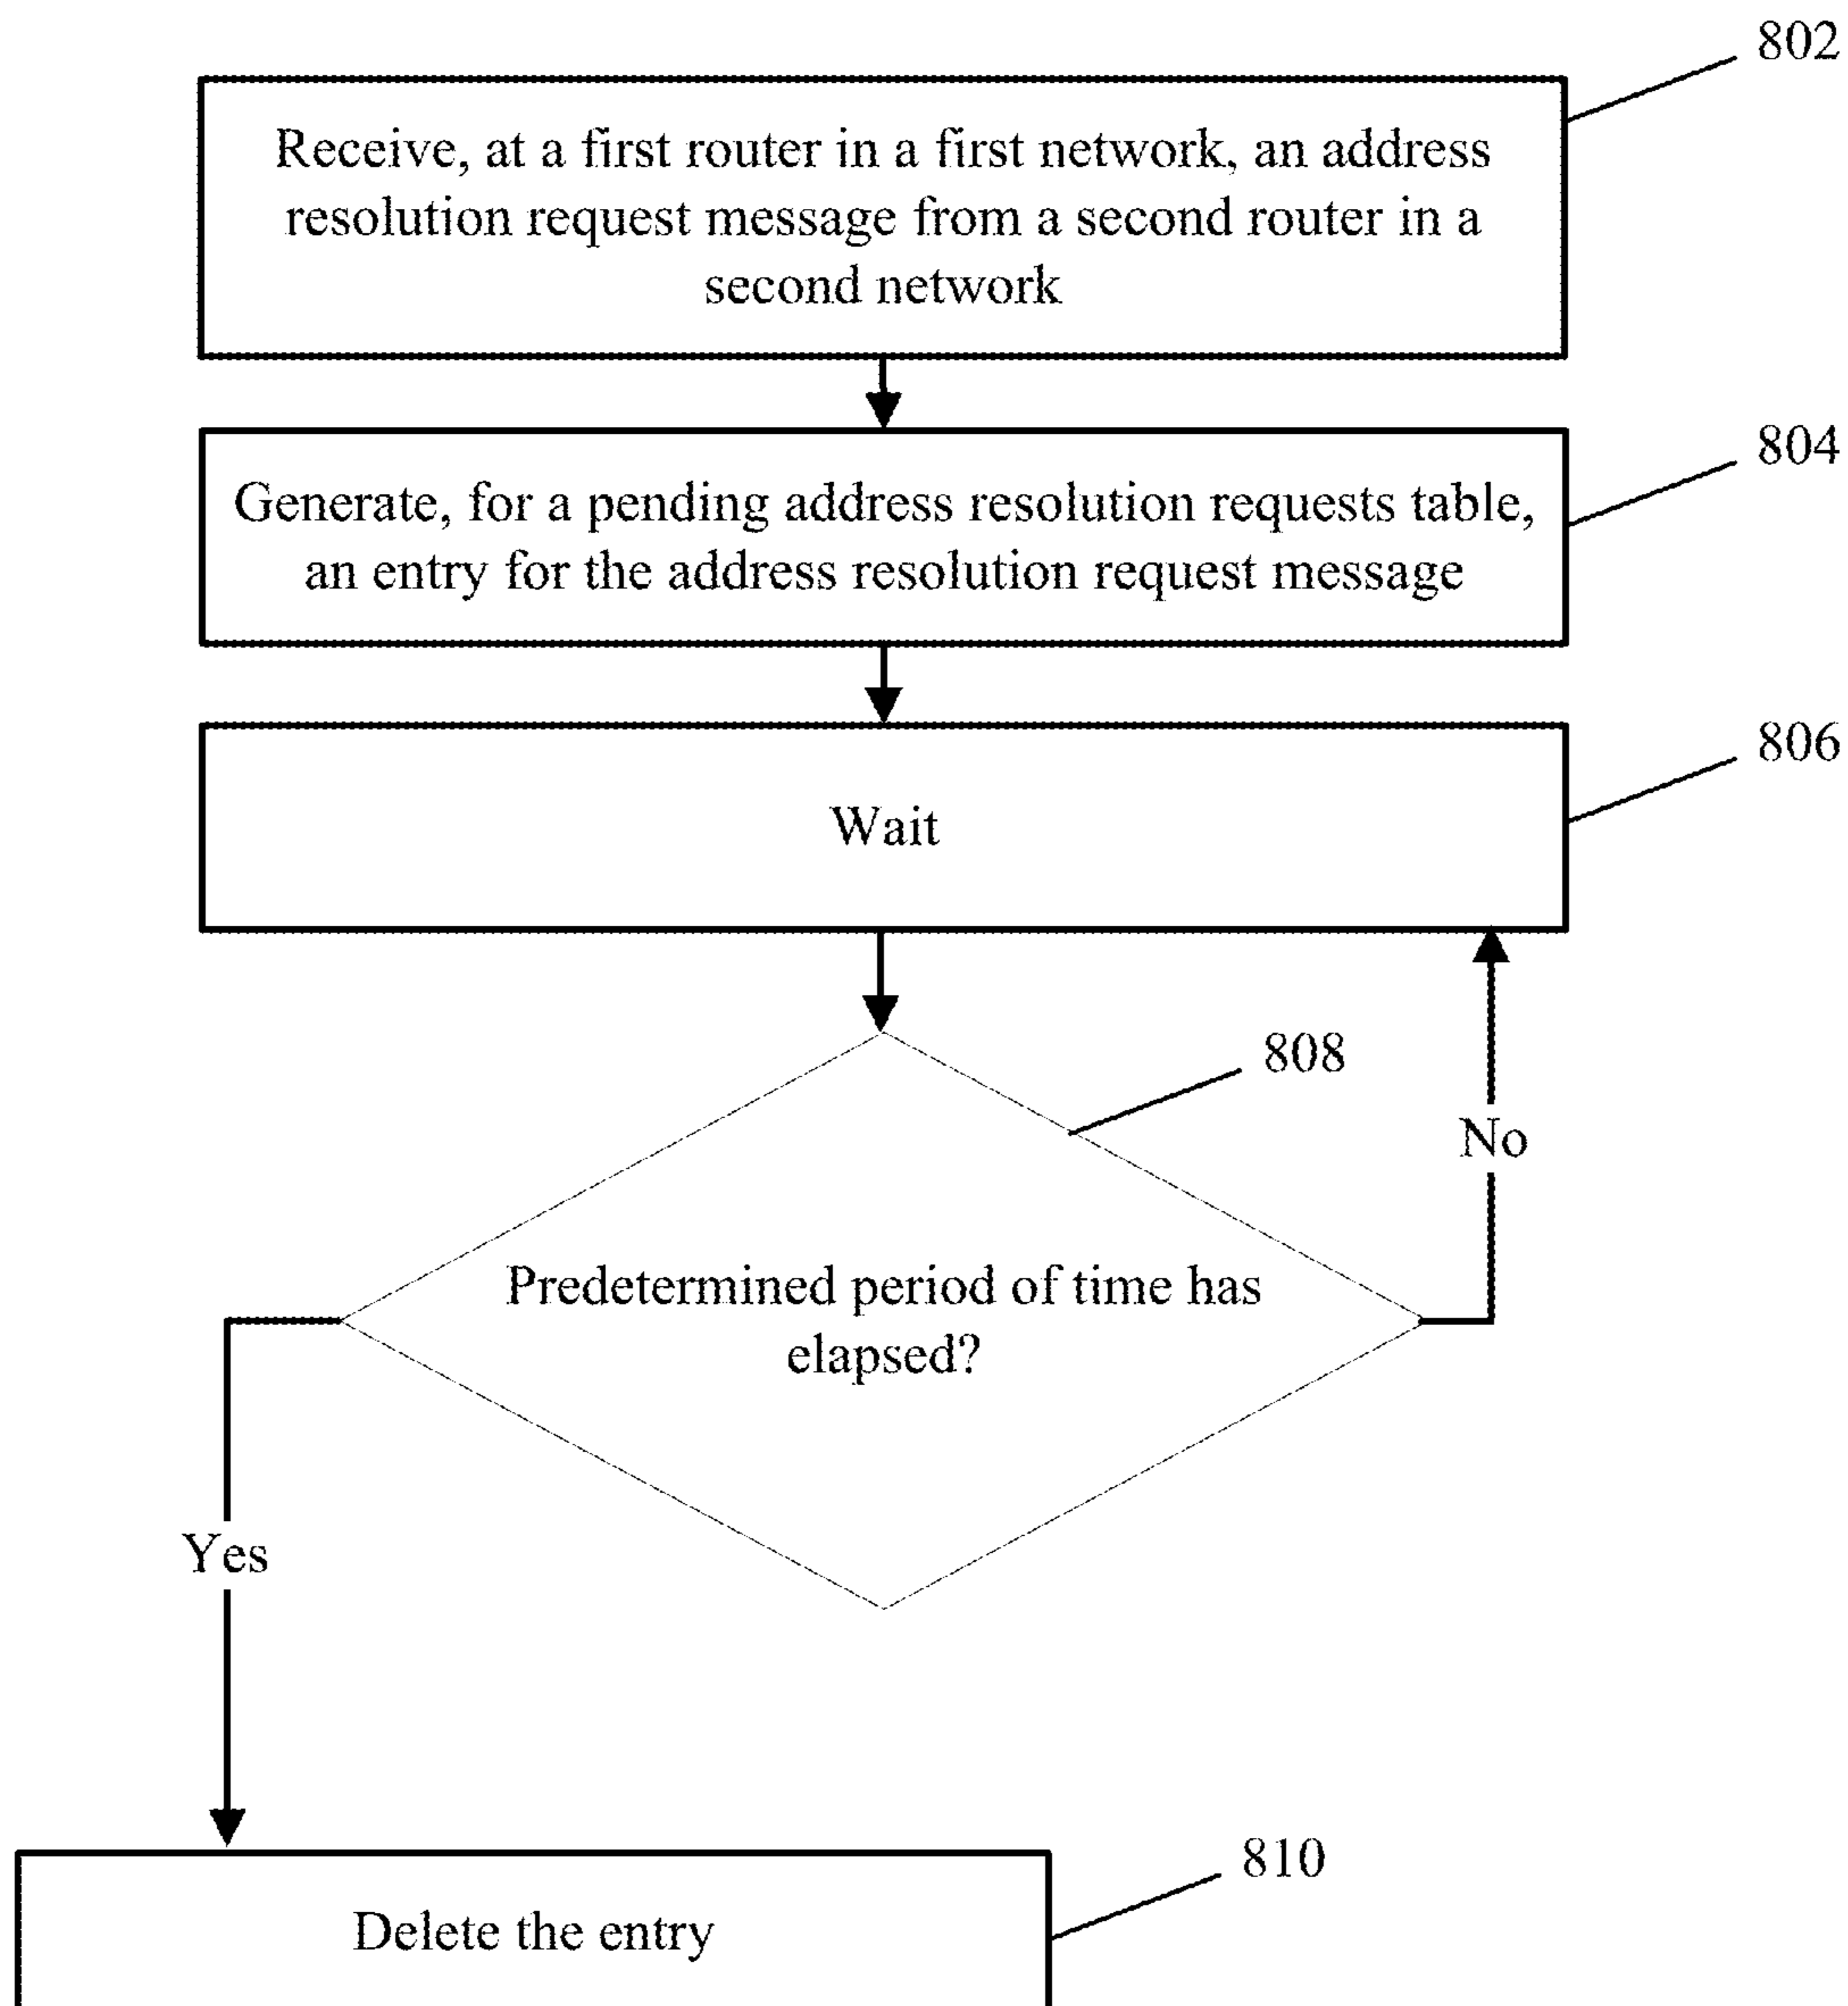 802
Receive, at a first router in a first network, an address
resolution request message from a second router in a
second network
804
Generate, for a pending address resolution requests table,
an entry for the address resolution request message
806
Wait
808
No
Predetermined period of time has
elapsed?
Yes
810
Delete the entry